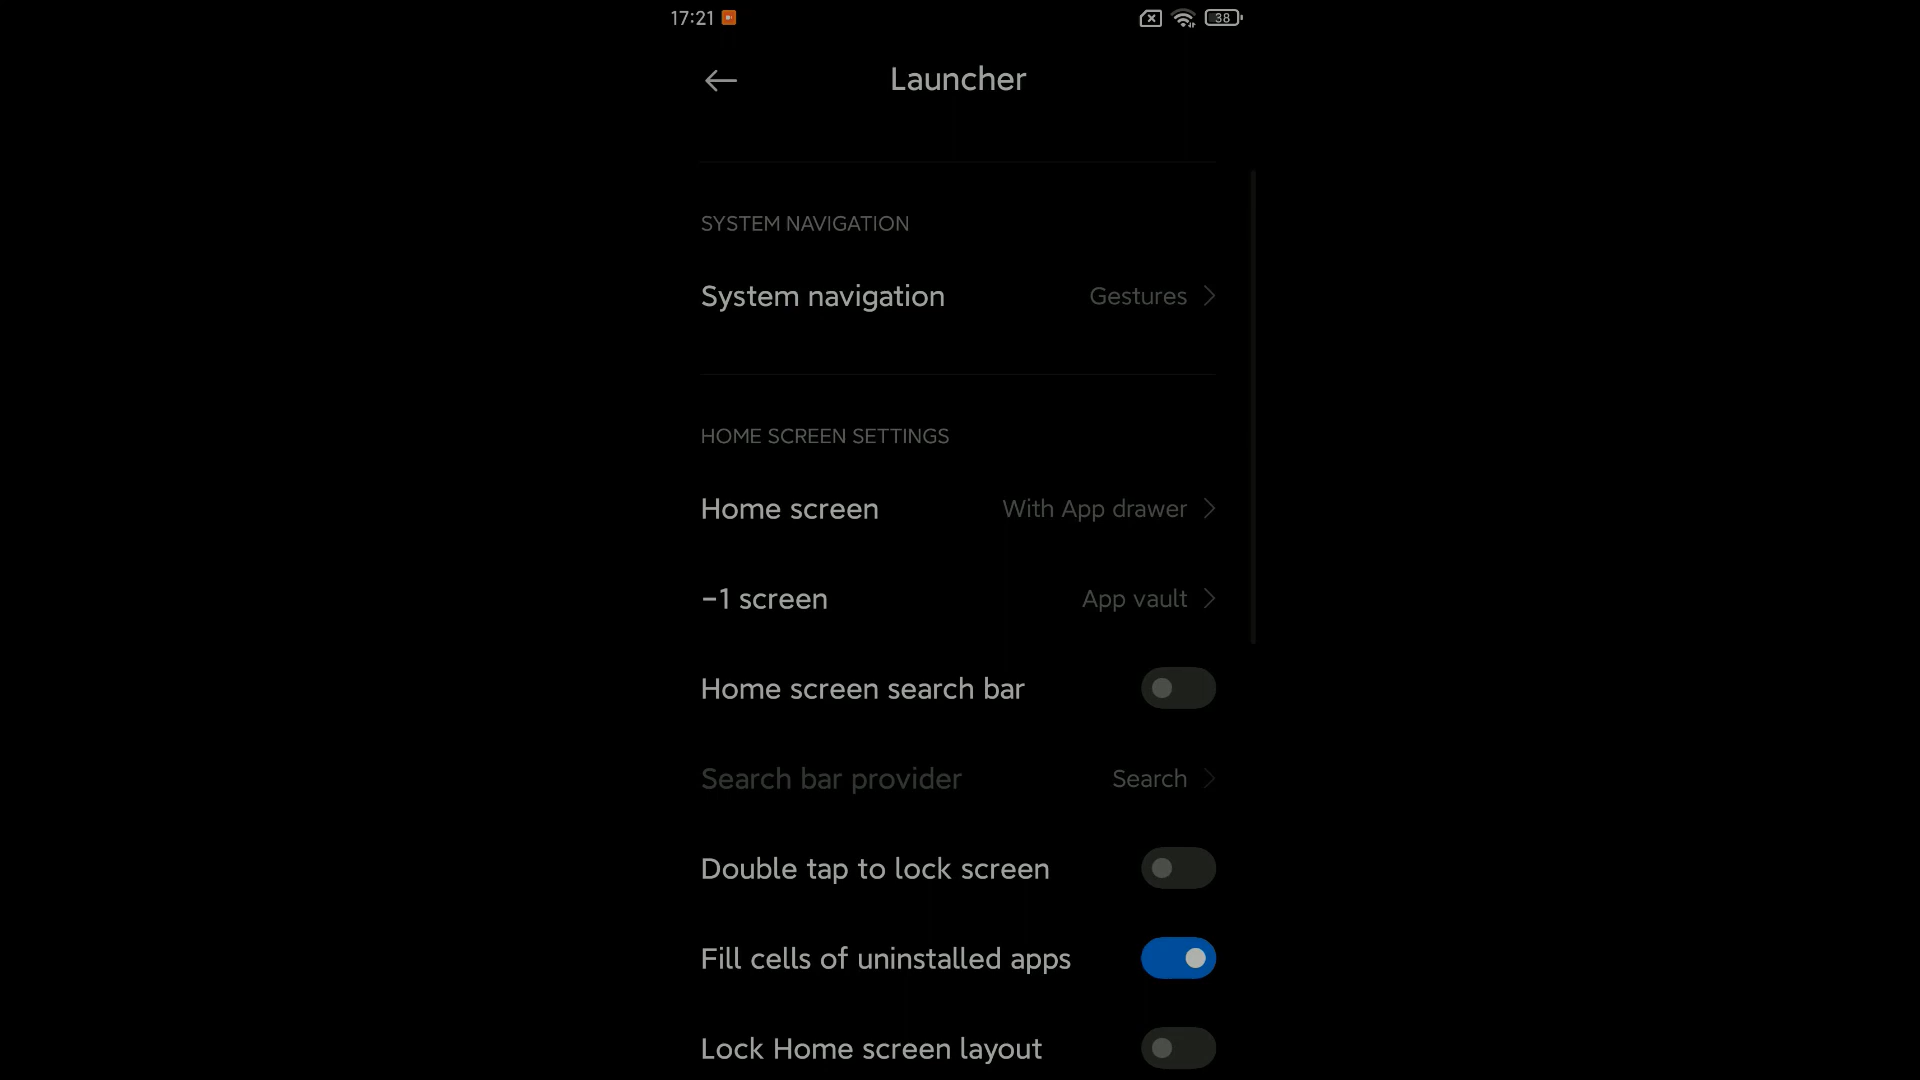 17:21
38
Launcher
SYSTEM NAVIGATION
System navigation Gestures
HOME SCREEN SETTINGS
Home screen With App drawer
−1 screen App vault
Home screen search bar
Search bar provider Search
Double tap to lock screen
Fill cells of uninstalled apps
Lock Home screen layout